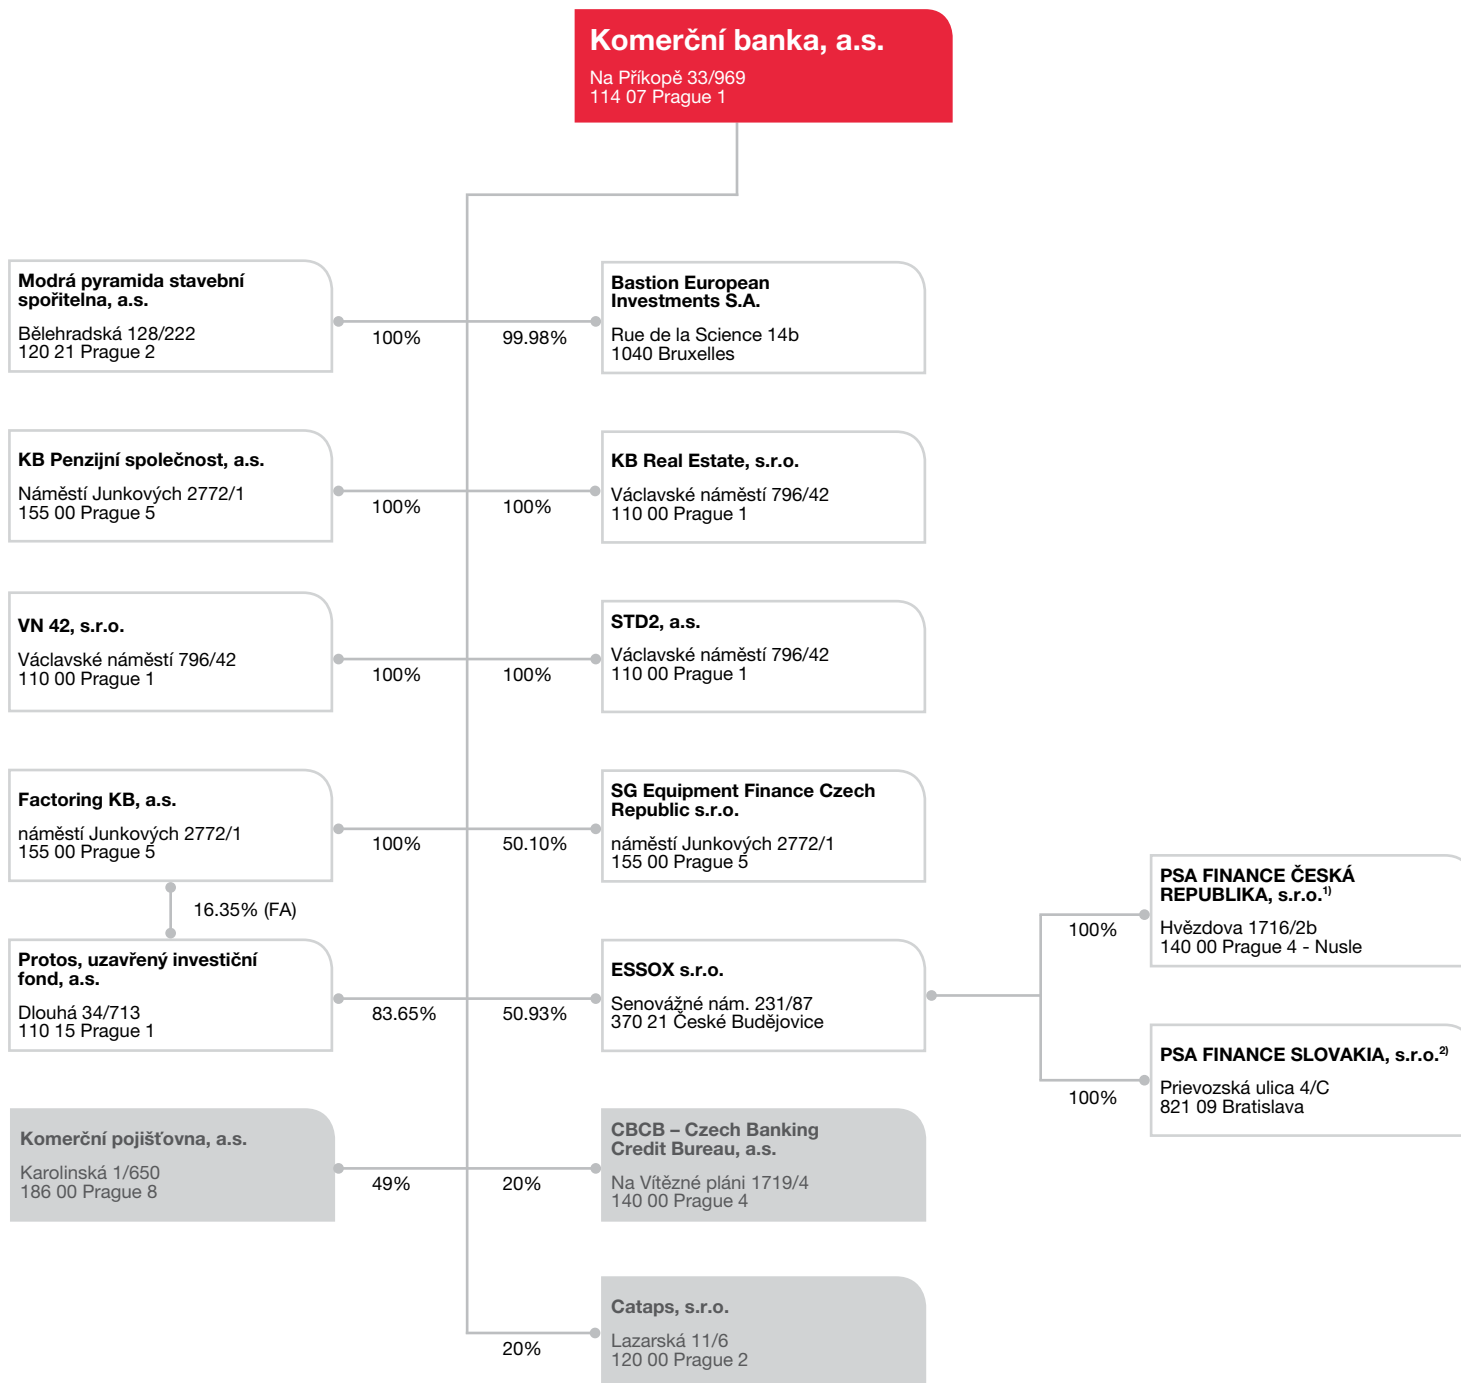 Komerční banka, a.s.
Na Příkopě 33/969
114 07 Prague 1
Modrá pyramida stavební
spořitelna, a.s.
Bělehradská 128/222
120 21 Prague 2
100%
99.98%
Bastion European
Investments S.A.
Rue de la Science 14b
1040 Bruxelles
KB Penzijní společnost, a.s.
Náměstí Junkových 2772/1
155 00 Prague 5
100%
100%
KB Real Estate, s.r.o.
Václavské náměstí 796/42
110 00 Prague 1
VN 42, s.r.o.
Václavské náměstí 796/42
110 00 Prague 1
100%
100%
STD2, a.s.
Václavské náměstí 796/42
110 00 Prague 1
Factoring KB, a.s.
náměstí Junkových 2772/1
155 00 Prague 5
100%
50.10%
SG Equipment Finance Czech
Republic s.r.o.
náměstí Junkových 2772/1
155 00 Prague 5
16.35% (FA)
Protos, uzavřený investiční
fond, a.s.
Dlouhá 34/713
110 15 Prague 1
83.65%
50.93%
ESSOX s.r.o.
Senovážné nám. 231/87
370 21 České Budějovice
100%
PSA FINANCE ČESKÁ
REPUBLIKA, s.r.o.1)
Hvězdova 1716/2b
140 00 Prague 4 - Nusle
100%
PSA FINANCE SLOVAKIA, s.r.o.2)
Prievozská ulica 4/C
821 09 Bratislava
Komerční pojišťovna, a.s.
Karolinská 1/650
186 00 Prague 8
49%
20%
CBCB – Czech Banking
Credit Bureau, a.s.
Na Vítězné pláni 1719/4
140 00 Prague 4
20%
Cataps, s.r.o.
Lazarská 11/6
120 00 Prague 2